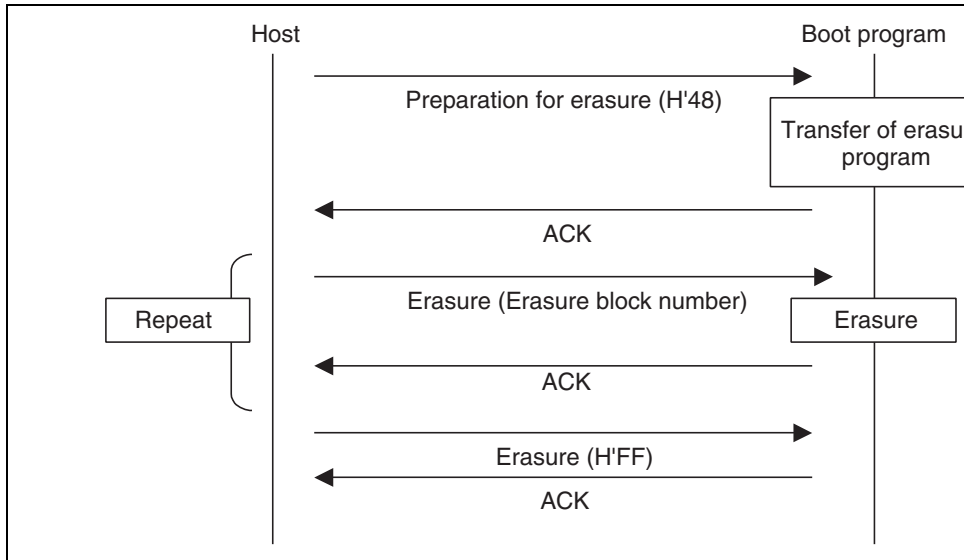 Host
Boot program
Preparation for erasure (H'48)
Transfer of erasu
program
ACK
Erasure (Erasure block number)
Repeat
Erasure
ACK
Erasure (H'FF)
ACK